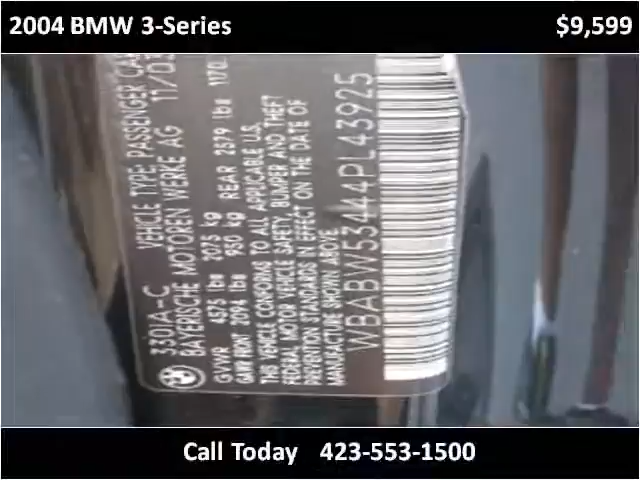 2004 BMW 3-Series $9,599
330IA-C VEHICLE TYPE: PASSENGER CAR
BAYERISCHE MOTOREN WERKE AG 11/03
GVWR 4575 lbs 2075 kg
GAWR FRONT 2094 lbs 950 kg REAR 2579 lbs 1170
THIS VEHICLE CONFORMS TO ALL APPLICABLE U.S.
FEDERAL MOTOR VEHICLE SAFETY, BUMPER AND THEFT
PREVENTION STANDARDS IN EFFECT ON THE DATE OF
MANUFACTURE SHOWN ABOVE
WBABW53444PL43925
Call Today 423-553-1500